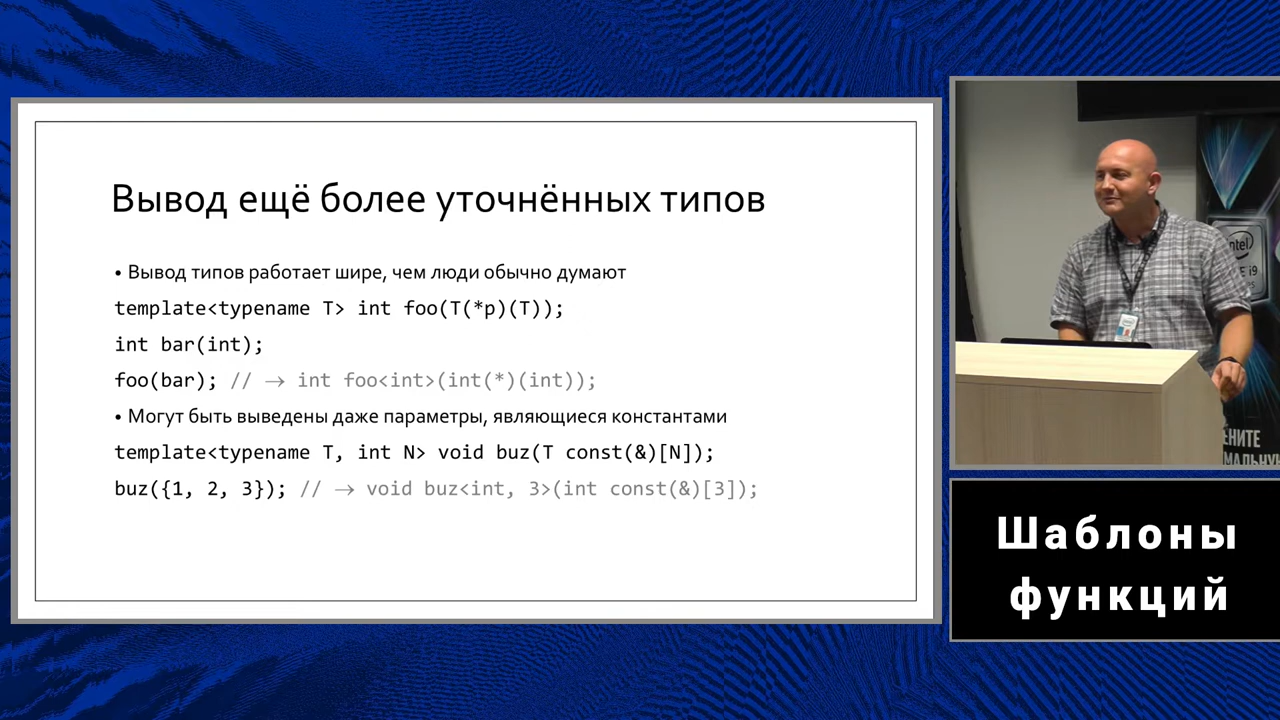 Вывод ещё более уточнённых типов
• Вывод типов работает шире, чем люди обычно думают
template<typename T> int foo(T(*p)(T));
int bar(int);
foo(bar); // → int foo<int>(int(*)(int));
• Могут быть выведены даже параметры, являющиеся константами
template<typename T, int N> void buz(T const(&)[N]);
buz({1, 2, 3}); // → void buz<int, 3>(int const(&)[3]);
intel
i9
Шаблоны
функций